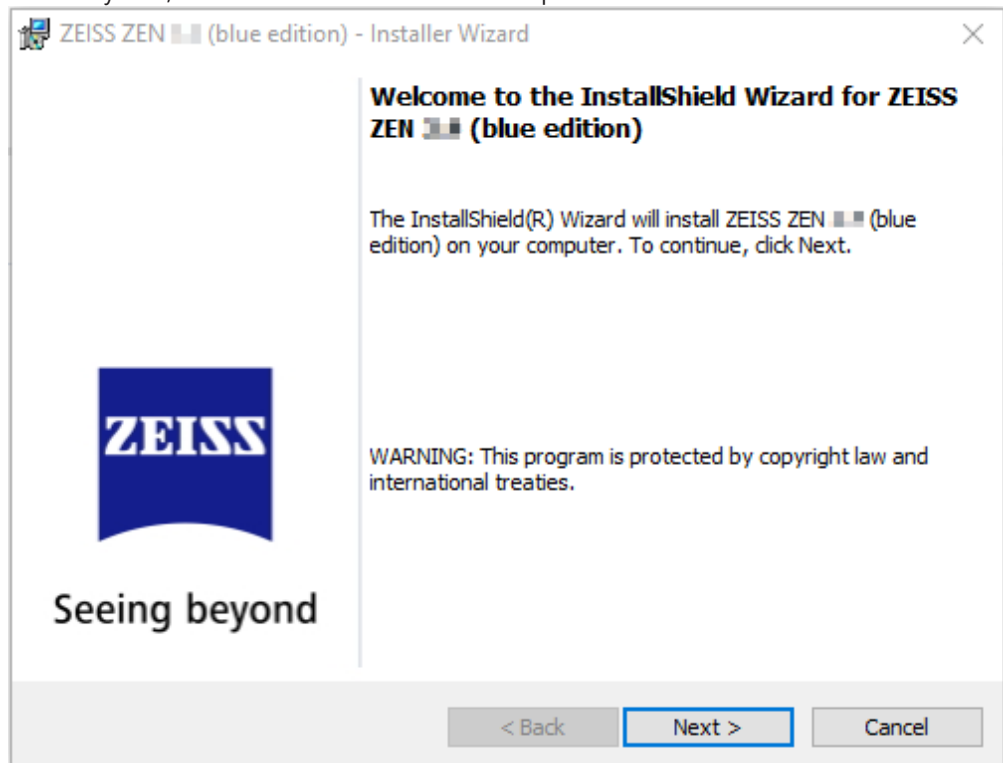 ZEISS ZEN (blue edition) - Installer Wizard
Welcome to the InstallShield Wizard for ZEISS
ZEN (blue edition)
The InstallShield(R) Wizard will install ZEISS ZEN (blue
edition) on your computer. To continue, click Next.
ZEISS
WARNING: This program is protected by copyright law and
international treaties.
Seeing beyond
< Back
Next >
Cancel